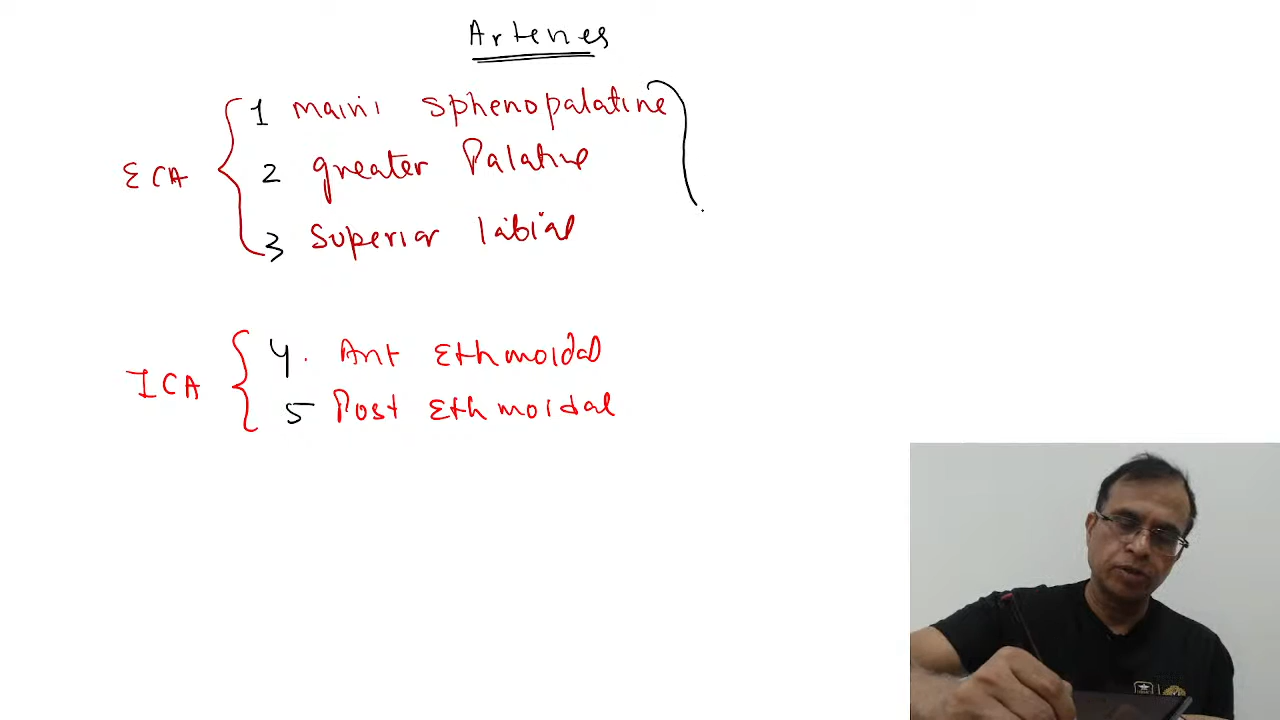 Arteries
1 main: sphenopalatine
ECA
2 greater Palatine
3 Superior labial
4. Ant Ethmoidal
ICA
5 Post Ethmoidal